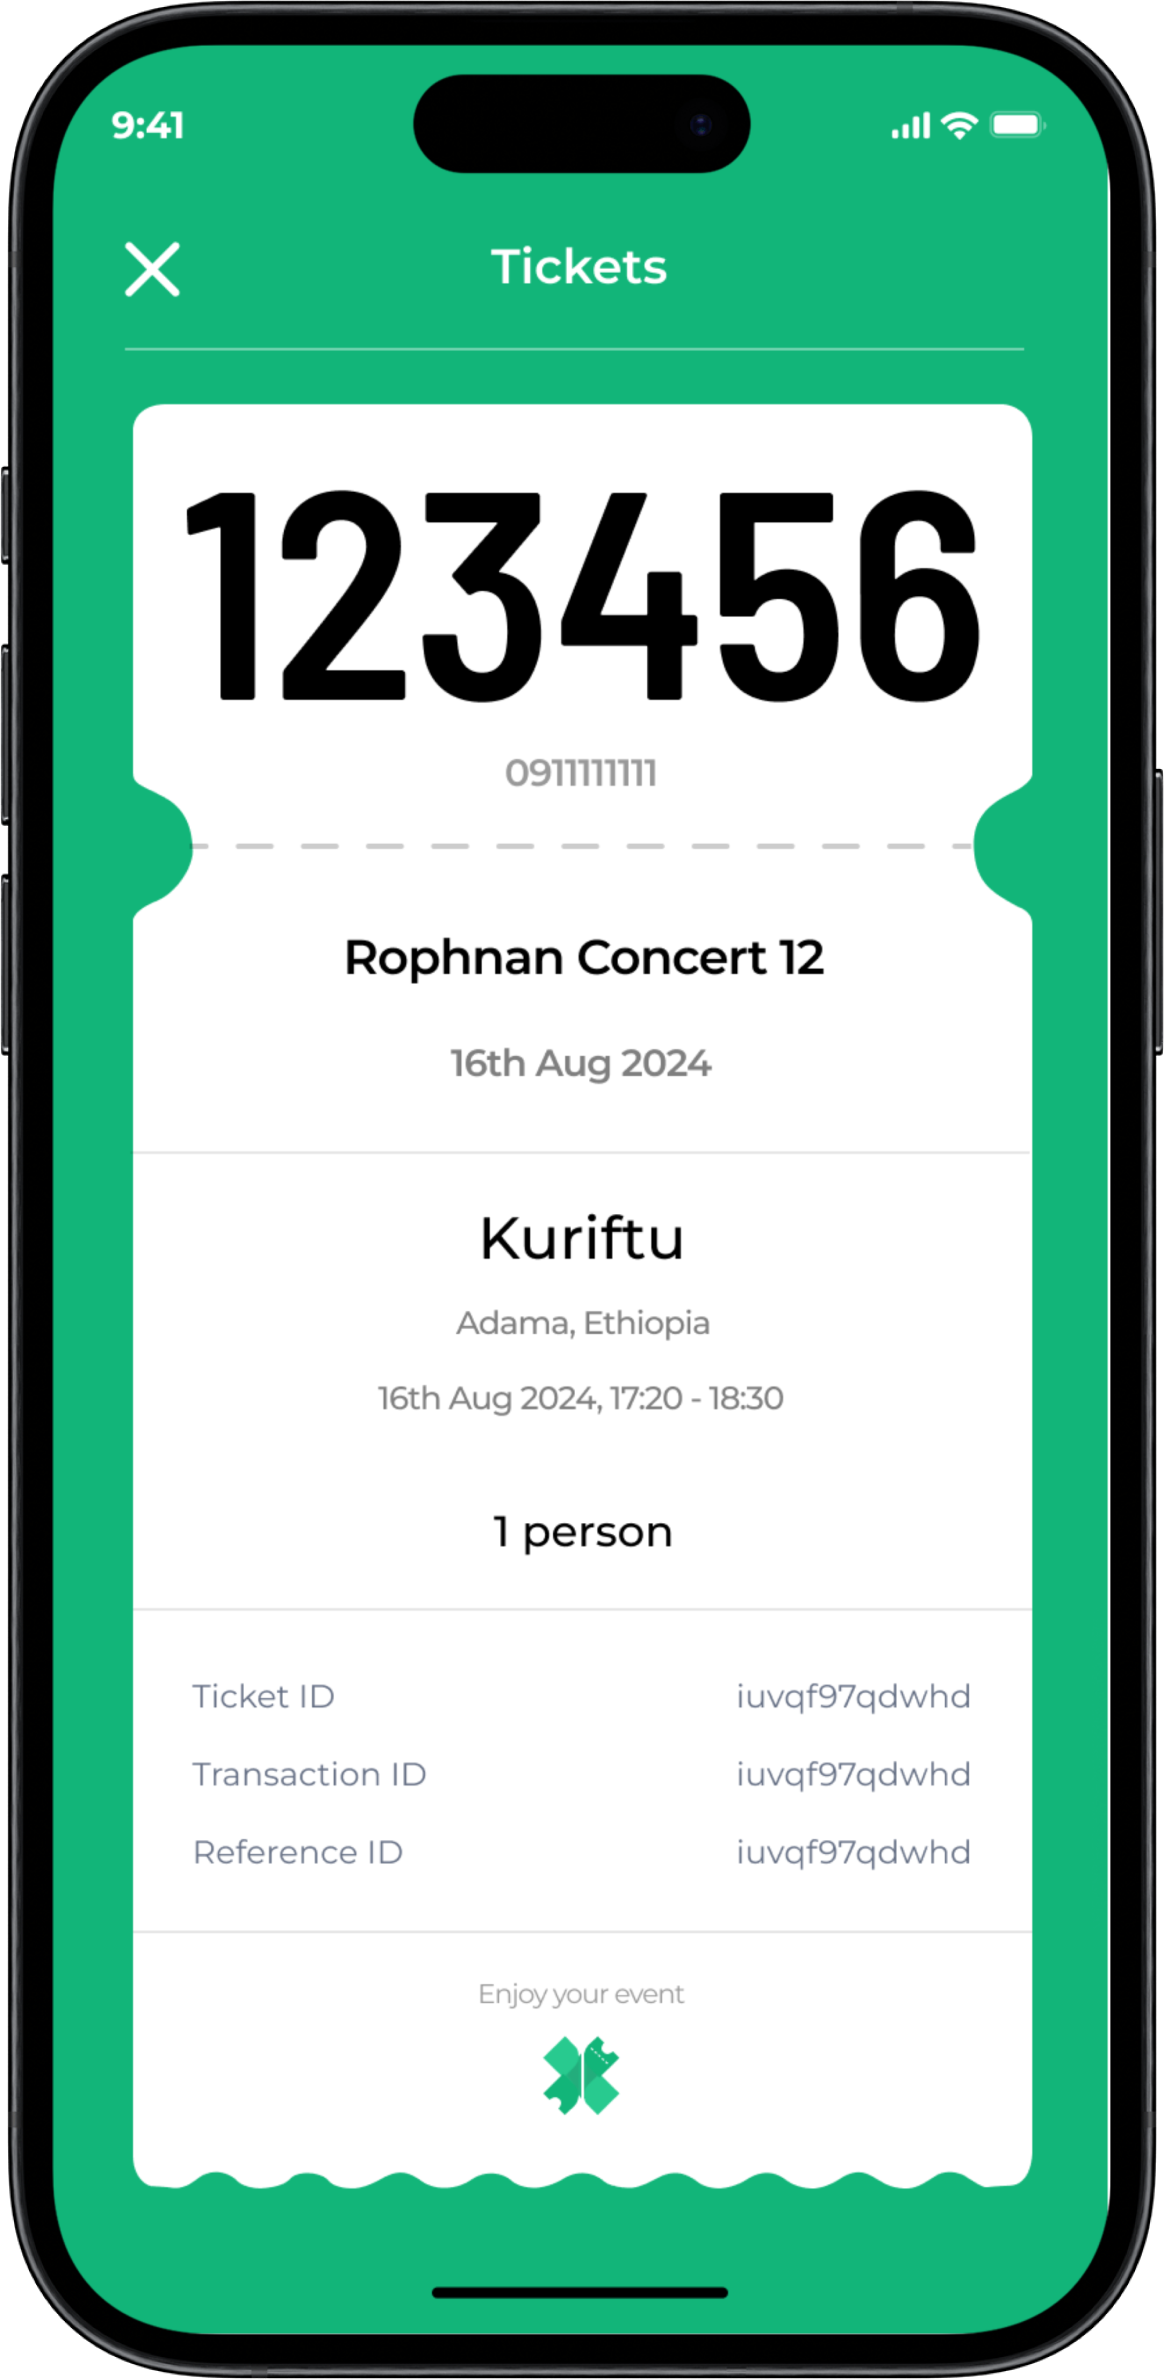 9:41
Tickets
123456
0911111111
Rophnan Concert 12
16th Aug 2024
Kuriftu
Adama, Ethiopia
16th Aug 2024, 17:20 - 18:30
1 person
Ticket ID iuvqf97qdwhd
Transaction ID iuvqf97qdwhd
Reference ID iuvqf97qdwhd
Enjoy your event